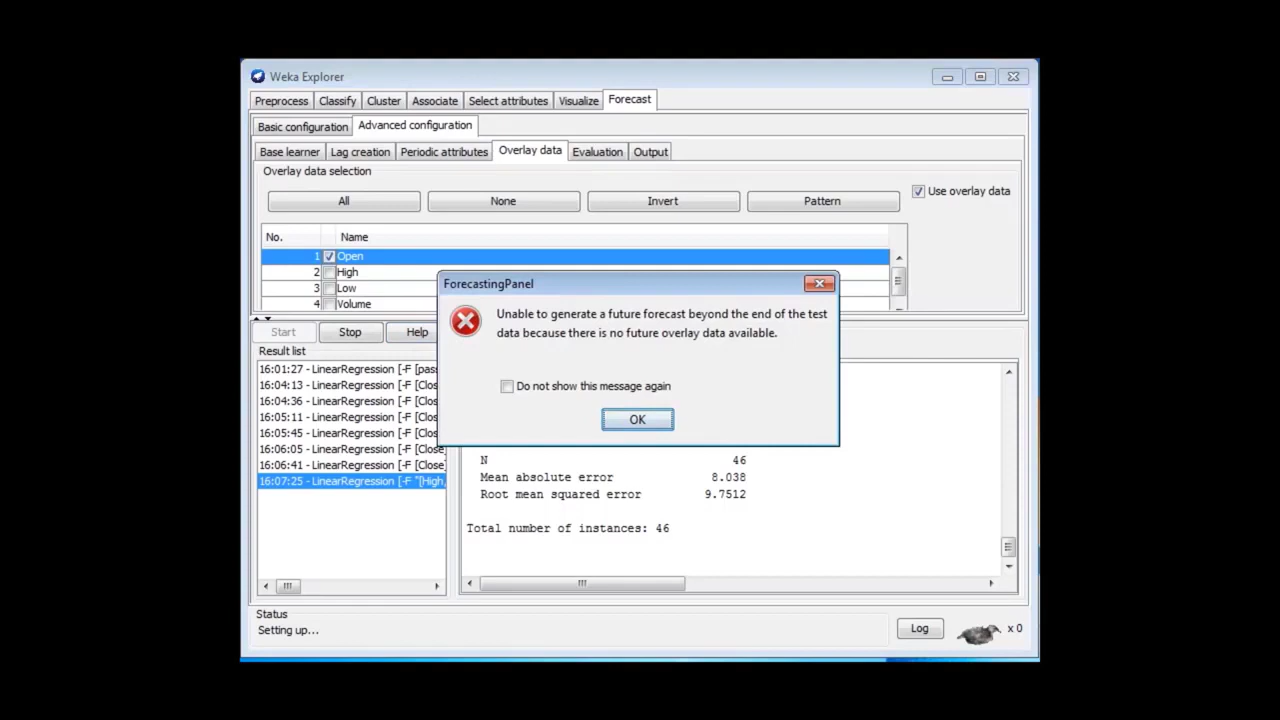 Weka Explorer
Preprocess Classify Cluster Associate Select attributes Visualize Forecast
Basic configuration Advanced configuration
Base learner Lag creation Periodic attributes Overlay data Evaluation Output
Overlay data selection
All None Invert Pattern Use overlay data
No. Name
1 Open
2 High
3 Low
4 Volume
ForecastingPanel
Unable to generate a future forecast beyond the end of the test
data because there is no future overlay data available.
Do not show this message again
OK
Start Stop Help
Result list
16:01:27 - LinearRegression [-F [pas
16:04:13 - LinearRegression [-F [Clos
16:04:36 - LinearRegression [-F [Clos
16:05:11 - LinearRegression [-F [Clos
16:05:45 - LinearRegression [-F [Clos
16:06:05 - LinearRegression [-F [Close
16:06:41 - LinearRegression [-F [Close
16:07:25 - LinearRegression [-F "[High,
N 46
Mean absolute error 8.038
Root mean squared error 9.7512
Total number of instances: 46
Status
Setting up...
Log x 0